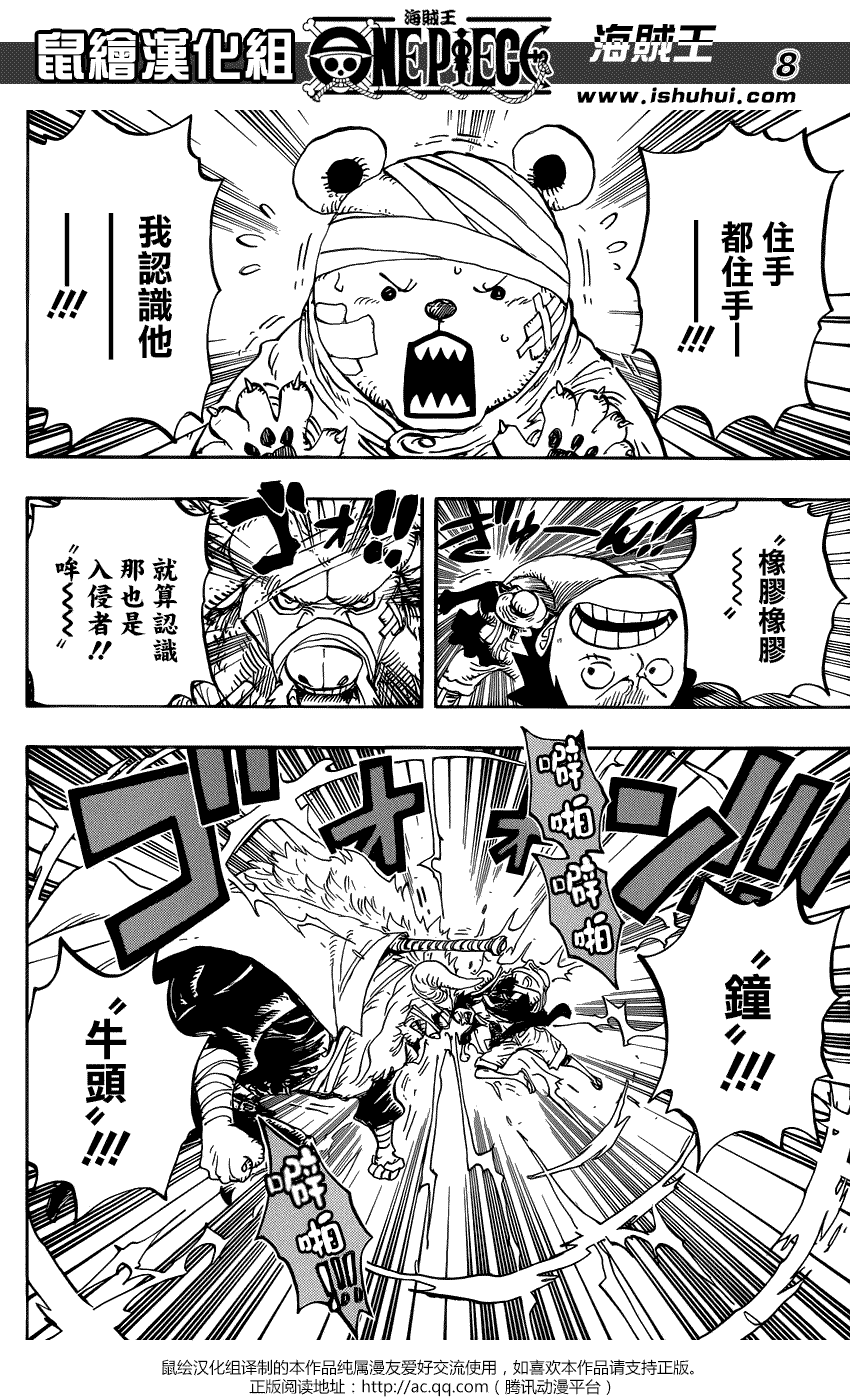 鼠繪漢化組
海賊王
ONE PIECE
海賊王
8
www.ishuhui.com
住手
都住手—
!!!
我認識他
———
———
!!!
〝橡膠橡膠
～～～〟
ぎゅーん!!
就算認識
那也是
入侵者!!
〝哞～～～〟
ゴォ!!
ゴォォン!!!
噼啪
噼啪
〝鐘〟
!!!
〝牛頭〟
!!!
噼啪!!!
鼠绘汉化组译制的本作品纯属漫友爱好交流使用，如喜欢本作品请支持正版。
正版阅读地址：http://ac.qq.com（腾讯动漫平台）